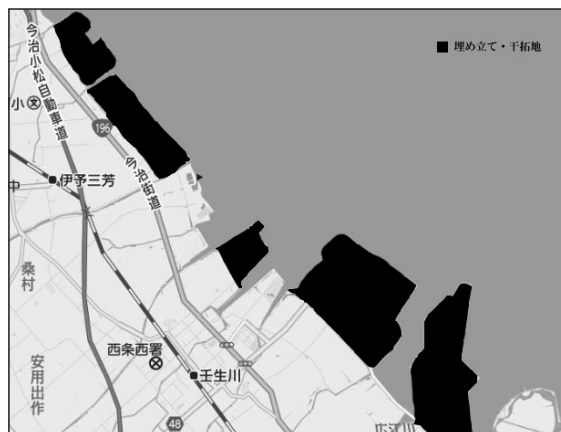 埋め立て・干拓地
今治小松自動車道
小
文
196
今治街道
伊予三芳
中
桑村
西条西署
壬生川
安用出作
48
広江川